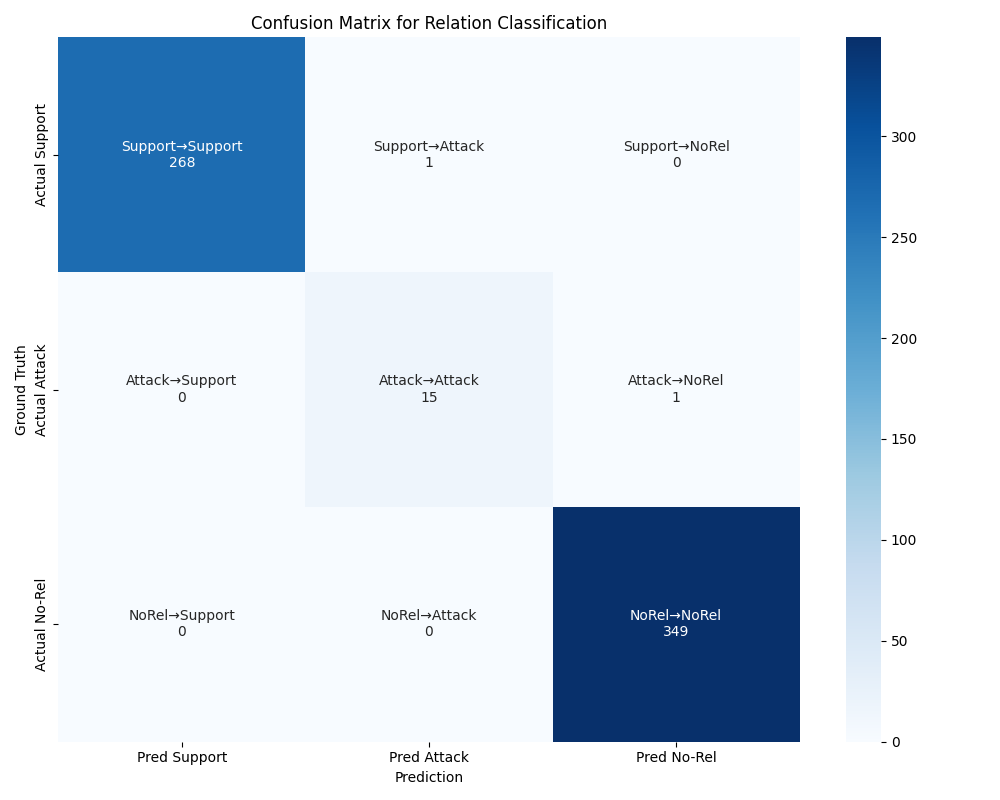 Confusion Matrix for Relation Classification
Ground Truth
Actual Support
Support→Support
268
Support→Attack
1
Support→NoRel
0
Actual Attack
Attack→Support
0
Attack→Attack
15
Attack→NoRel
1
Actual No-Rel
NoRel→Support
0
NoRel→Attack
0
NoRel→NoRel
349
Pred Support
Pred Attack
Pred No-Rel
Prediction
300
250
200
150
100
50
0